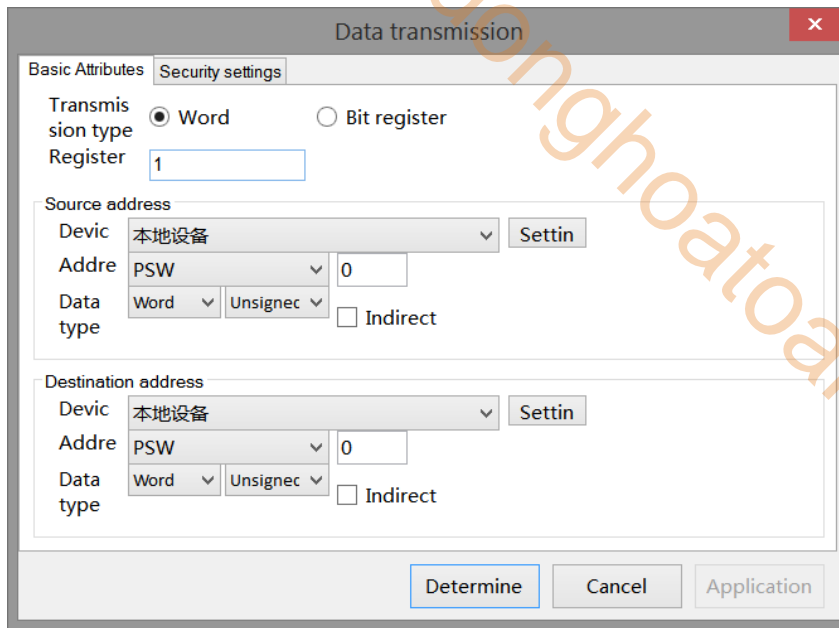 Data transmission
Basic Attributes Security settings
Transmis
sion type Word Bit register
Register 1
Source address
Devic 本地设备 Settin
Addre PSW 0
Data
type Word Unsignec Indirect
Destination address
Devic 本地设备 Settin
Addre PSW 0
Data
type Word Unsignec Indirect
Determine Cancel Application